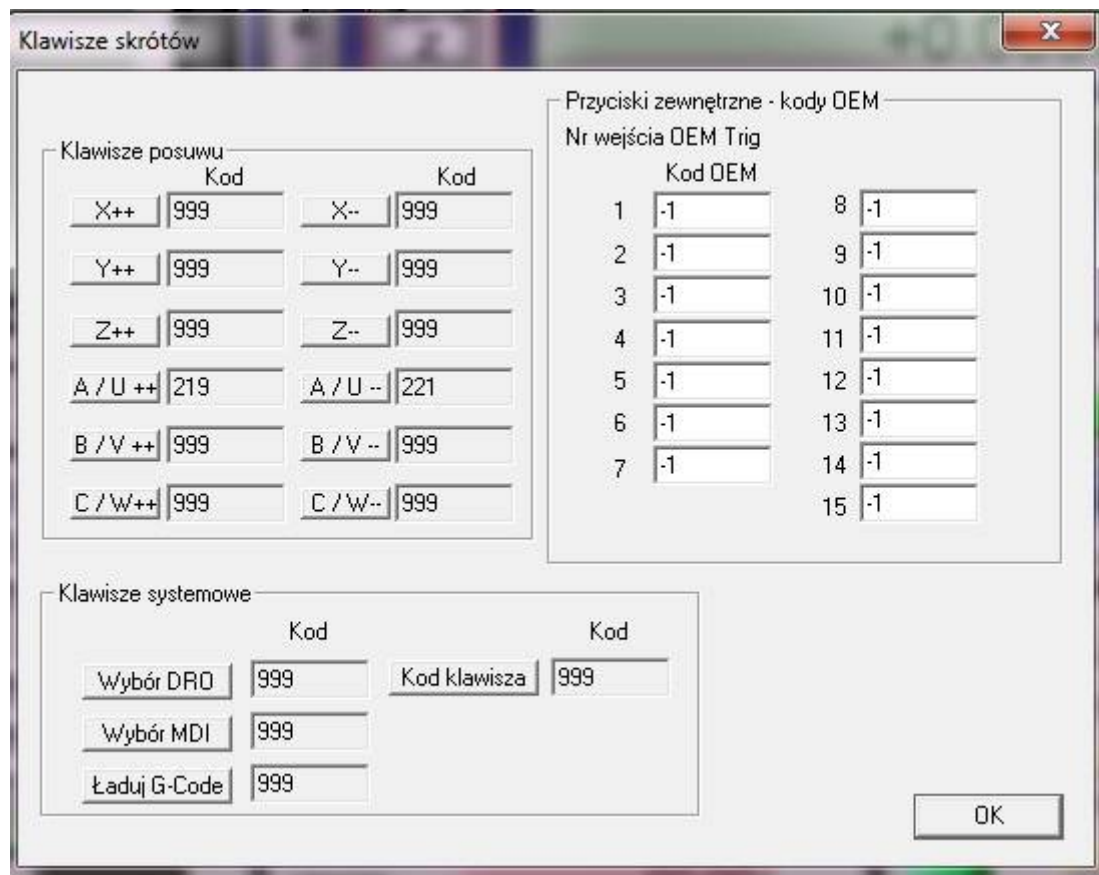 Klawisze skrótów
Przyciski zewnętrzne - kody OEM
Nr wejścia OEM Trig
Kod OEM
1 -1 8 -1
2 -1 9 -1
3 -1 10 -1
4 -1 11 -1
5 -1 12 -1
6 -1 13 -1
7 -1 14 -1
15 -1
Klawisze posuwu
Kod Kod
X++ 999 X-- 999
Y++ 999 Y-- 999
Z++ 999 Z-- 999
A / U ++ 219 A / U -- 221
B / V ++ 999 B / V -- 999
C / W++ 999 C / W-- 999
Klawisze systemowe
Kod Kod
Wybór DRO 999 Kod klawisza 999
Wybór MDI 999
Ładuj G-Code 999
OK